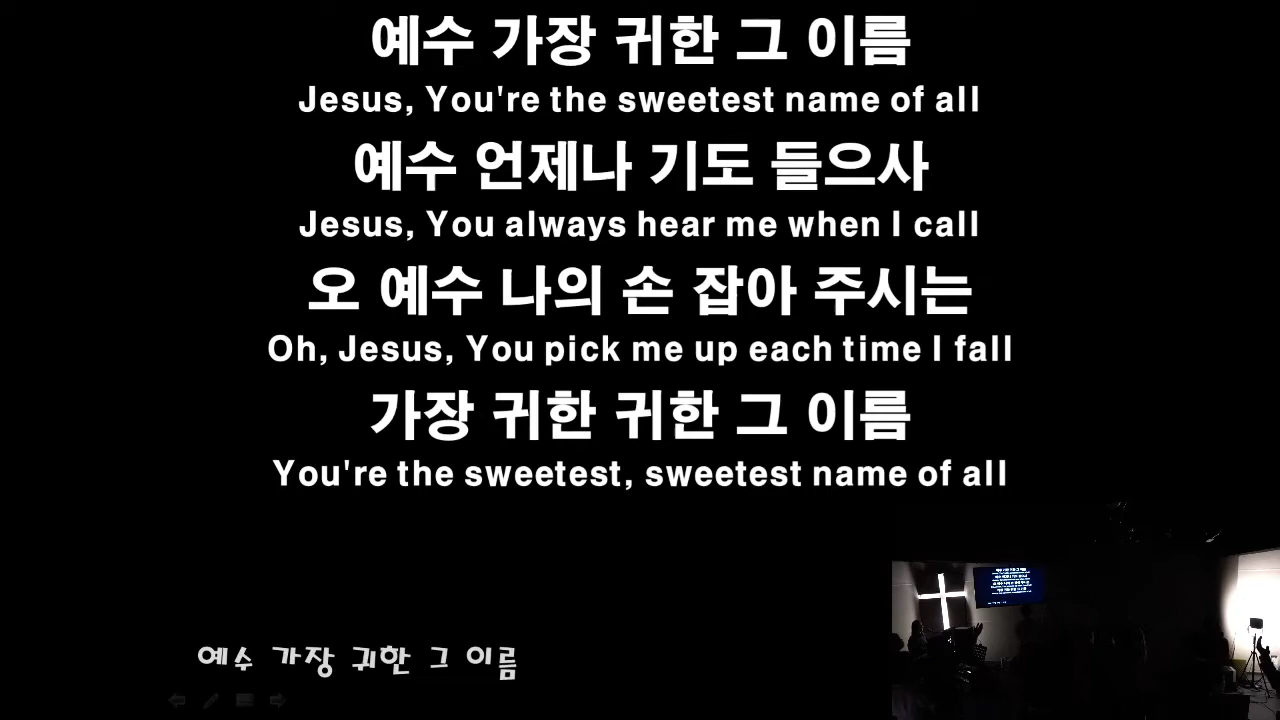 예수 가장 귀한 그 이름
Jesus, You're the sweetest name of all
예수 언제나 기도 들으사
Jesus, You always hear me when I call
오 예수 나의 손 잡아 주시는
Oh, Jesus, You pick me up each time I fall
가장 귀한 귀한 그 이름
You're the sweetest, sweetest name of all
예수 가장 귀한 그 이름